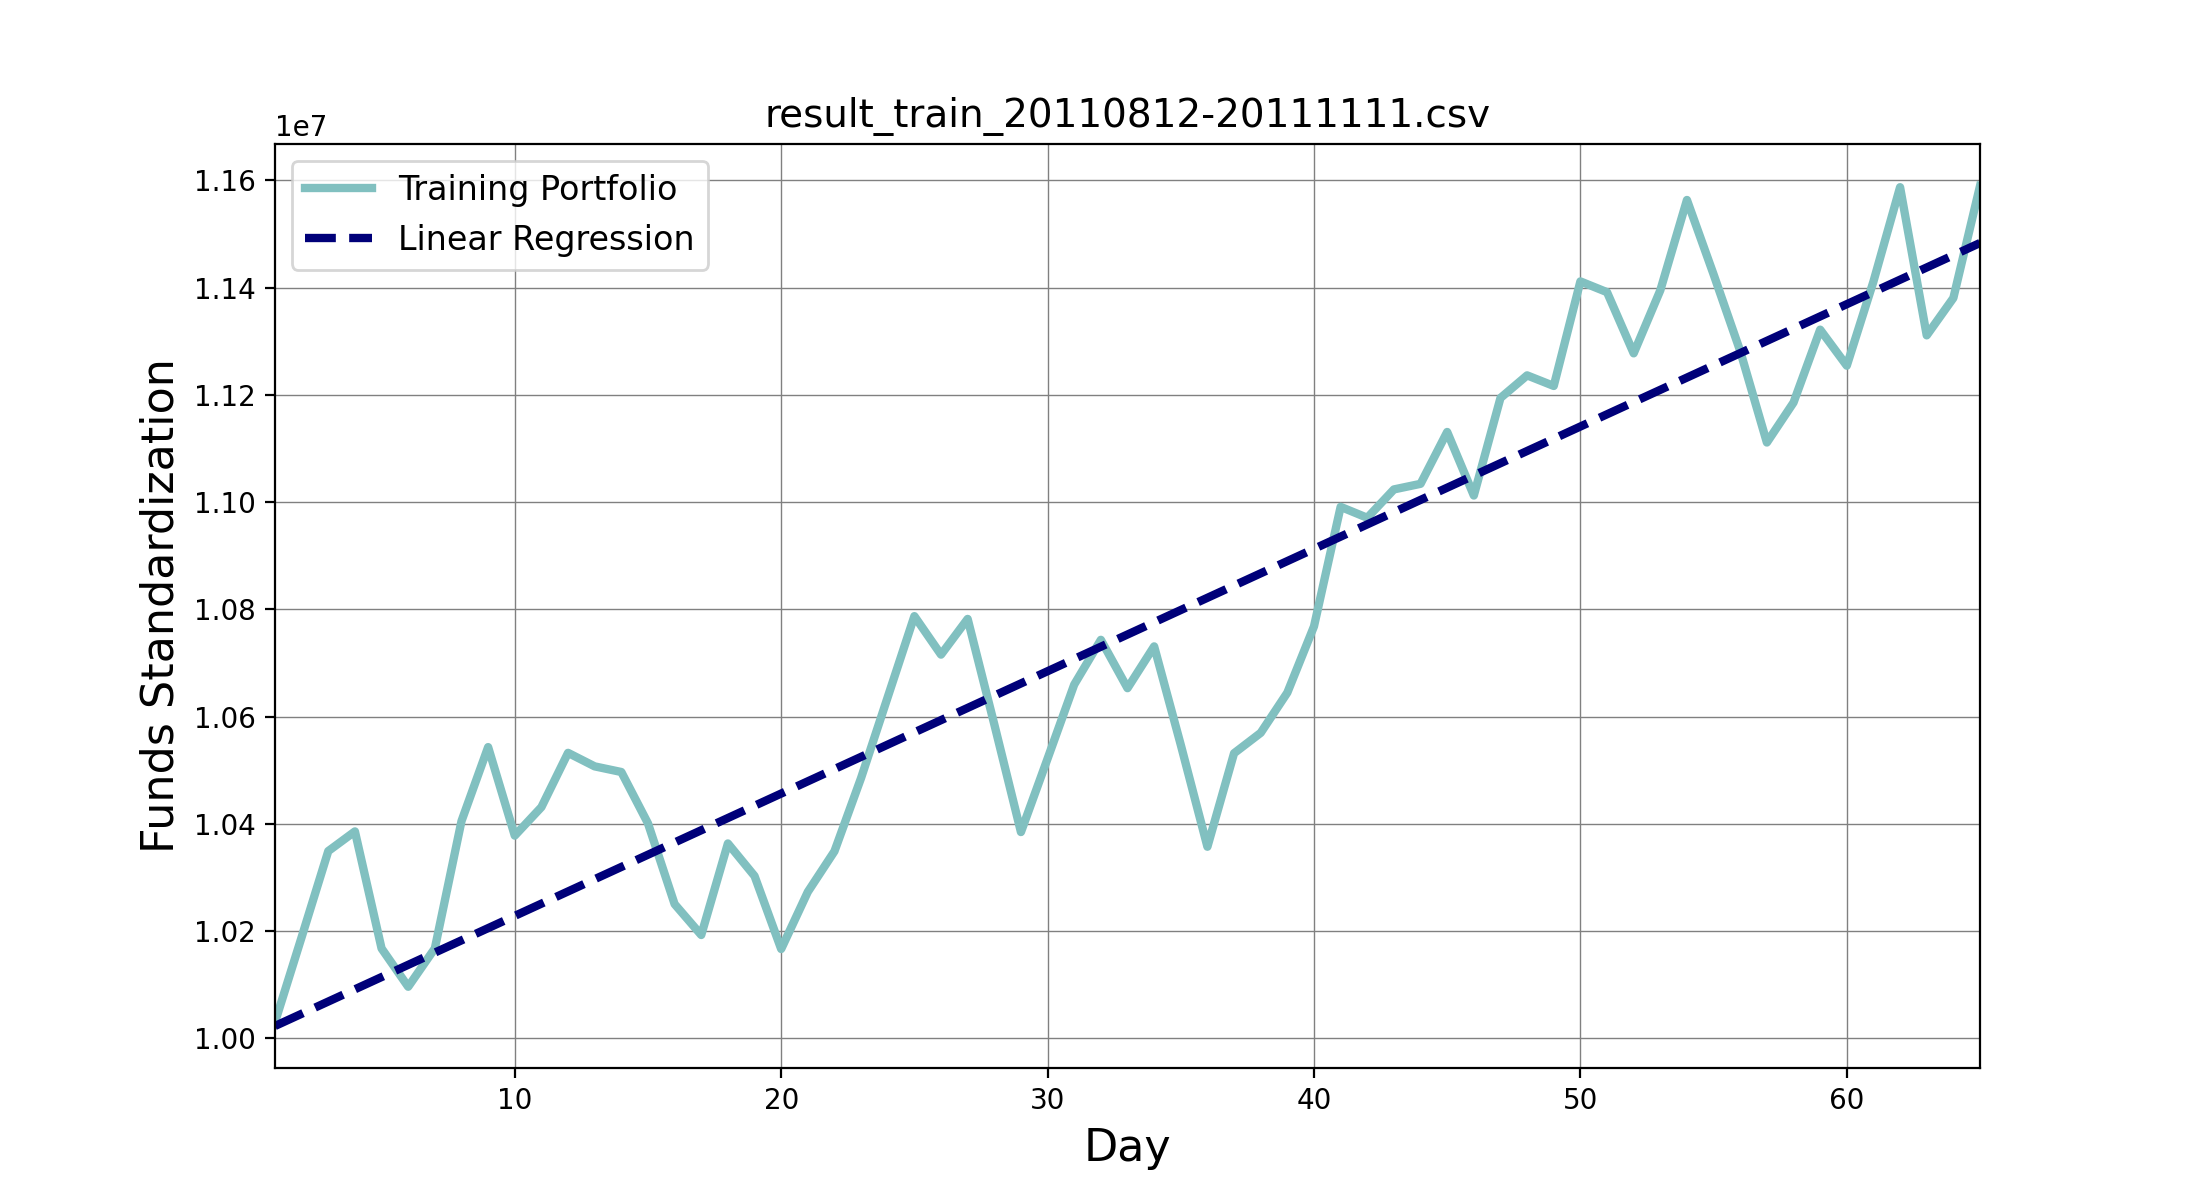 result_train_20110812-20111111.csv
1e7
Training Portfolio
Linear Regression
1.16
1.14
1.12
1.10
1.08
1.06
1.04
1.02
1.00
Funds Standardization
10 20 30 40 50 60
Day